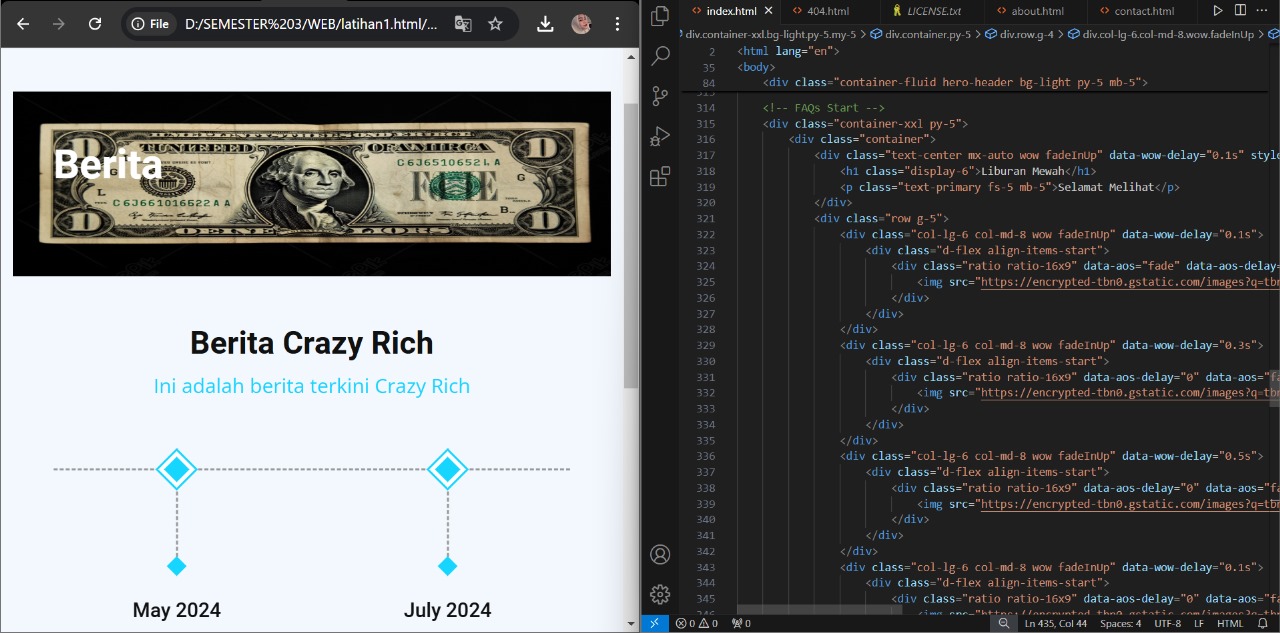 File
D:/SEMESTER%203/WEB/latihan1.html/...
Berita
C6J6510652LA
C6J661016522AA
Berita Crazy Rich
Ini adalah berita terkini Crazy Rich
May 2024
July 2024
index.html
404.html
LICENSE.txt
about.html
contact.html
div.container-xxl.bg-light.py-5.my-5 > div.container.py-5 > div.row.g-4 > div.col-lg-6.col-md-8.wow.fadeInUp >
2 <html lang="en">
35 <body>
84 <div class="container-fluid hero-header bg-light py-5 mb-5">
313
314 <!-- FAQs Start -->
315 <div class="container-xxl py-5">
316 <div class="container">
317 <div class="text-center mx-auto wow fadeInUp" data-wow-delay="0.1s" style
318 <h1 class="display-6">Liburan Mewah</h1>
319 <p class="text-primary fs-5 mb-5">Selamat Melihat</p>
320 </div>
321 <div class="row g-5">
322 <div class="col-lg-6 col-md-8 wow fadeInUp" data-wow-delay="0.1s">
323 <div class="d-flex align-items-start">
324 <div class="ratio ratio-16x9" data-aos="fade" data-aos-delay=
325 <img src="https://encrypted-tbn0.gstatic.com/images?q=tbn
326 </div>
327 </div>
328 </div>
329 <div class="col-lg-6 col-md-8 wow fadeInUp" data-wow-delay="0.3s">
330 <div class="d-flex align-items-start">
331 <div class="ratio ratio-16x9" data-aos-delay="0" data-aos="fa
332 <img src="https://encrypted-tbn0.gstatic.com/images?q=tbn
333 </div>
334 </div>
335 </div>
336 <div class="col-lg-6 col-md-8 wow fadeInUp" data-wow-delay="0.5s">
337 <div class="d-flex align-items-start">
338 <div class="ratio ratio-16x9" data-aos-delay="0" data-aos="fa
339 <img src="https://encrypted-tbn0.gstatic.com/images?q=tbn
340 </div>
341 </div>
342 </div>
343 <div class="col-lg-6 col-md-8 wow fadeInUp" data-wow-delay="0.1s">
344 <div class="d-flex align-items-start">
345 <div class="ratio ratio-16x9" data-aos-delay="0" data-aos="fa
0 0 0 Ln 435, Col 44 Spaces: 4 UTF-8 LF HTML